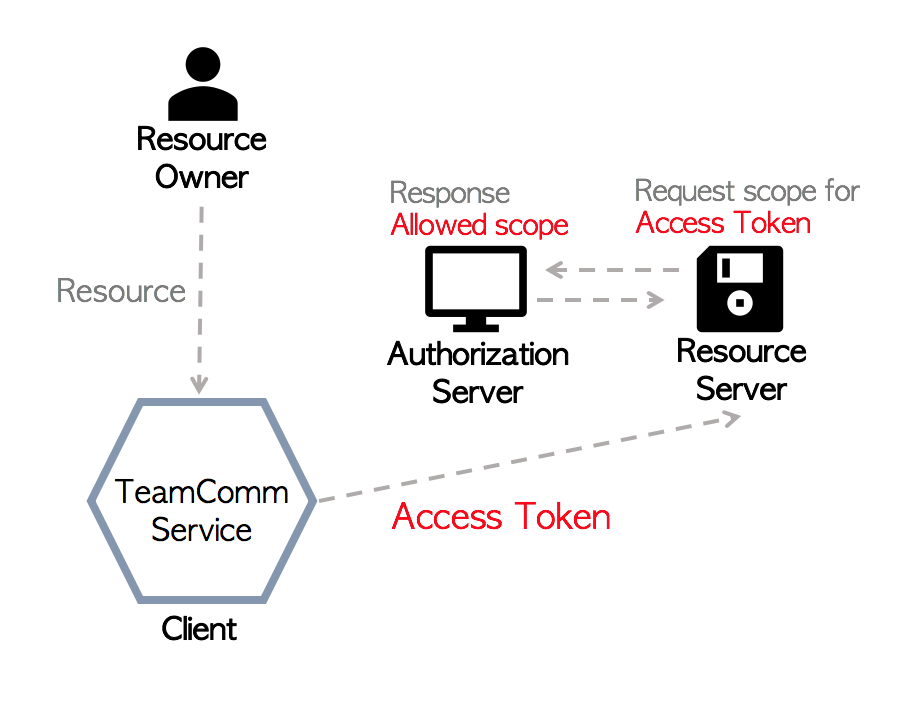 Resource
Owner
Response
Allowed scope
Request scope for
Access Token
Resource
Authorization
Server
Resource
Server
TeamComm
Service
Access Token
Client